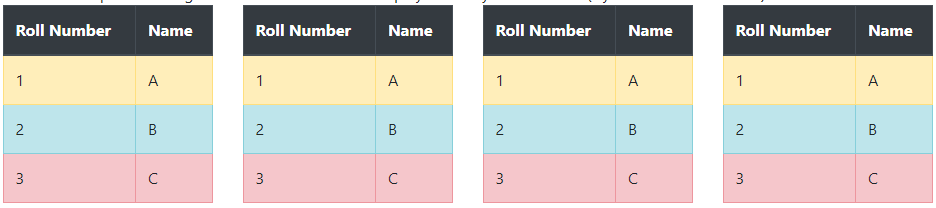 Roll Number Name Roll Number Name Roll Number Name Roll Number Name
1 A 1 A 1 A 1 A
2 B 2 B 2 B 2 B
3 C 3 C 3 C 3 C